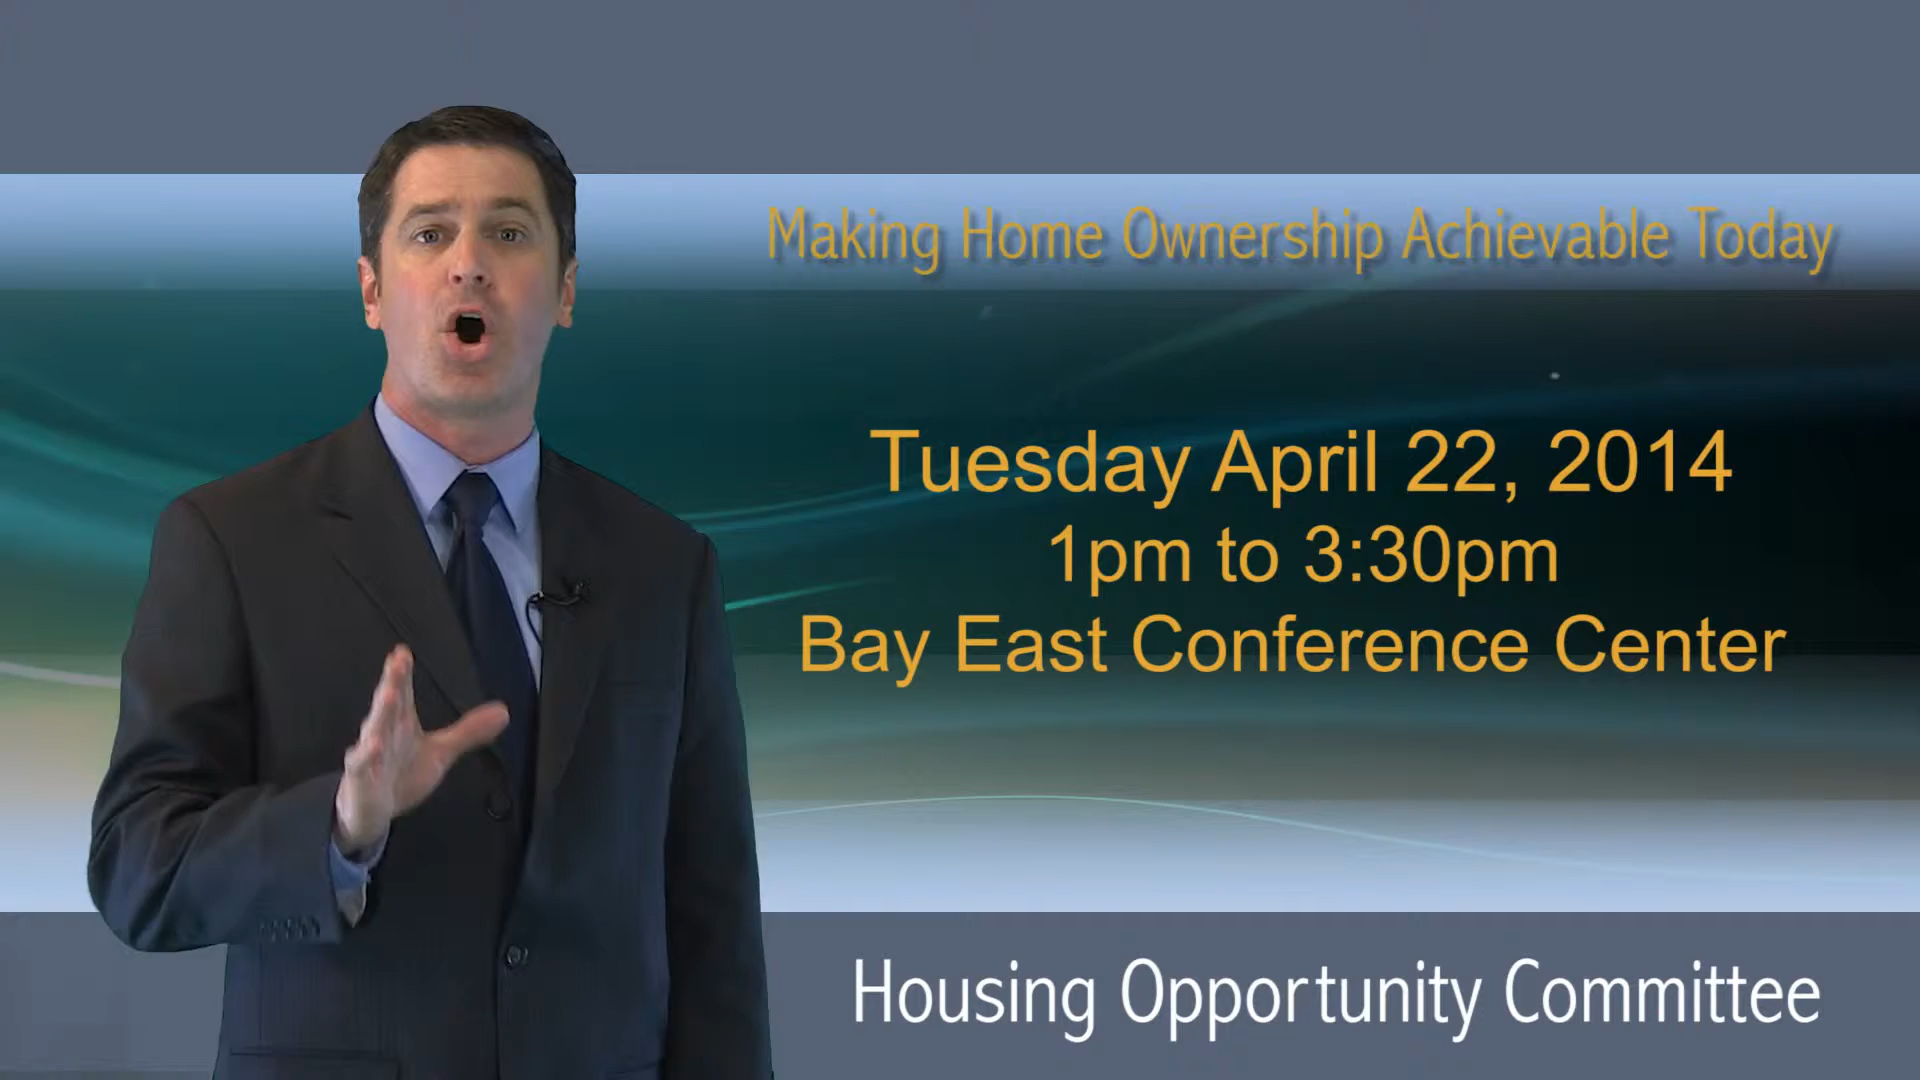 Making Home Ownership Achievable Today
Tuesday April 22, 2014
1pm to 3:30pm
Bay East Conference Center
Housing Opportunity Committee